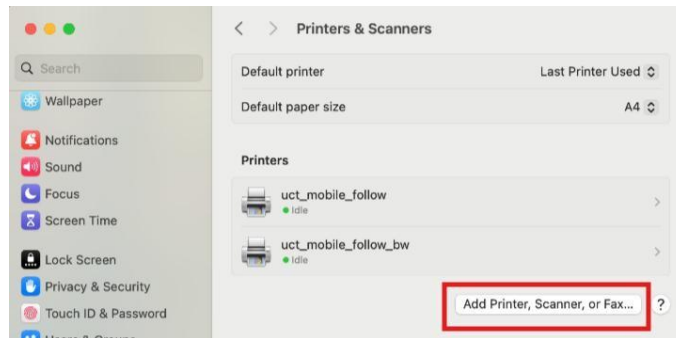 Printers & Scanners
Search
Wallpaper
Notifications
Sound
Focus
Screen Time
Lock Screen
Privacy & Security
Touch ID & Password
Default printer Last Printer Used
Default paper size A4
Printers
uct_mobile_follow
Idle
uct_mobile_follow_bw
Idle
Add Printer, Scanner, or Fax... ?